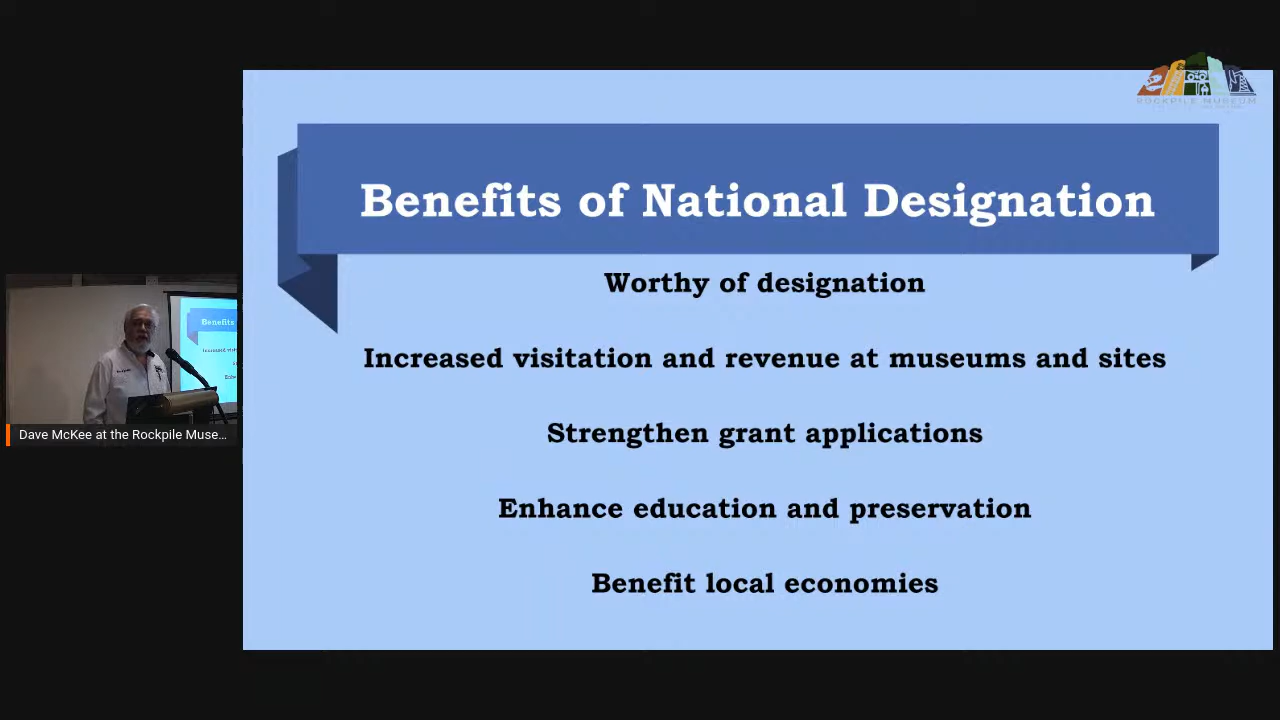 ROCKPILE MUSEUM
Benefits of National Designation
Worthy of designation
Increased visitation and revenue at museums and sites
Strengthen grant applications
Enhance education and preservation
Benefit local economies
Benefits
Dave McKee at the Rockpile Muse...